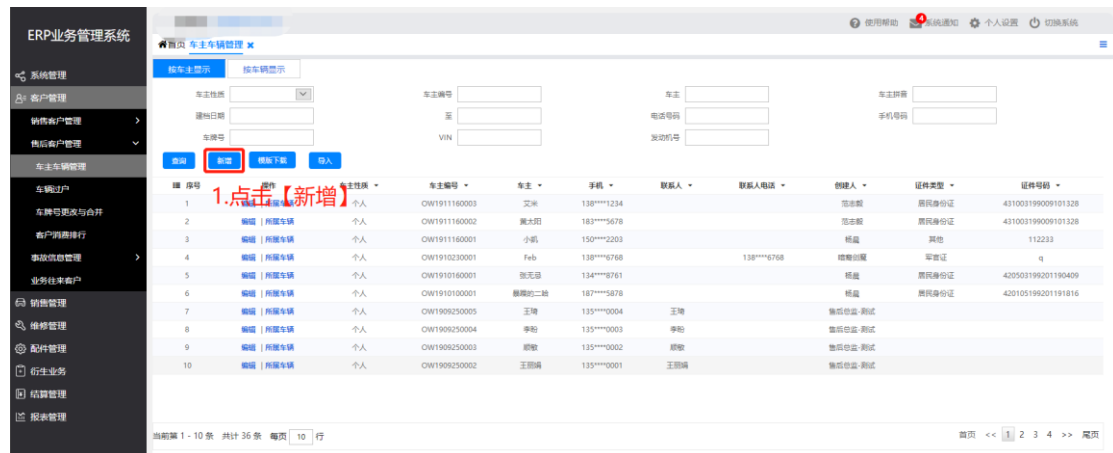 ERP业务管理系统
使用帮助 4 系统通知 个人设置 切换系统
首页 车主车辆管理 ×
系统管理
客户管理
销售客户管理
售后客户管理
车主车辆管理
车辆过户
车牌号更改与合并
客户消费排行
事故信息管理
业务往来客户
销售管理
维修管理
配件管理
衍生业务
结算管理
报表管理
按车主显示 按车辆显示
车主性质 车主编号 车主 车主拼音
建档日期 至 电话号码 手机号码
车牌号 VIN 发动机号
查询 新增 模板下载 导入
1.点击【新增】
序号 操作 车主性质 车主编号 车主 手机 联系人 联系人电话 创建人 证件类型 证件号码
1 编辑 | 所属车辆 个人 OW1911160003 艾米 138****1234 范志毅 居民身份证 431003199009101328
2 编辑 | 所属车辆 个人 OW1911160002 黄太阳 183****5678 范志毅 居民身份证 431003199009101328
3 编辑 | 所属车辆 个人 OW1911160001 小凯 150****2203 杨晨 其他 112233
4 编辑 | 所属车辆 个人 OW1910230001 Feb 138****6768 138****6768 军官证 q
5 编辑 | 所属车辆 个人 OW1910160001 张无忌 134****8761 杨晨 居民身份证 420503199201190409
6 编辑 | 所属车辆 个人 OW1910100001 暴躁的二哈 187****5878 杨晨 居民身份证 420105199201191816
7 编辑 | 所属车辆 个人 OW1909250005 王琦 135****0004 王琦 售后总监-测试
8 编辑 | 所属车辆 个人 OW1909250004 李盼 135****0003 李盼 售后总监-测试
9 编辑 | 所属车辆 个人 OW1909250003 顾敏 135****0002 顾敏 售后总监-测试
10 编辑 | 所属车辆 个人 OW1909250002 王丽娟 135****0001 王丽娟 售后总监-测试
当前第 1 - 10 条 共计 36 条 每页 10 行
首页 << 1 2 3 4 >> 尾页